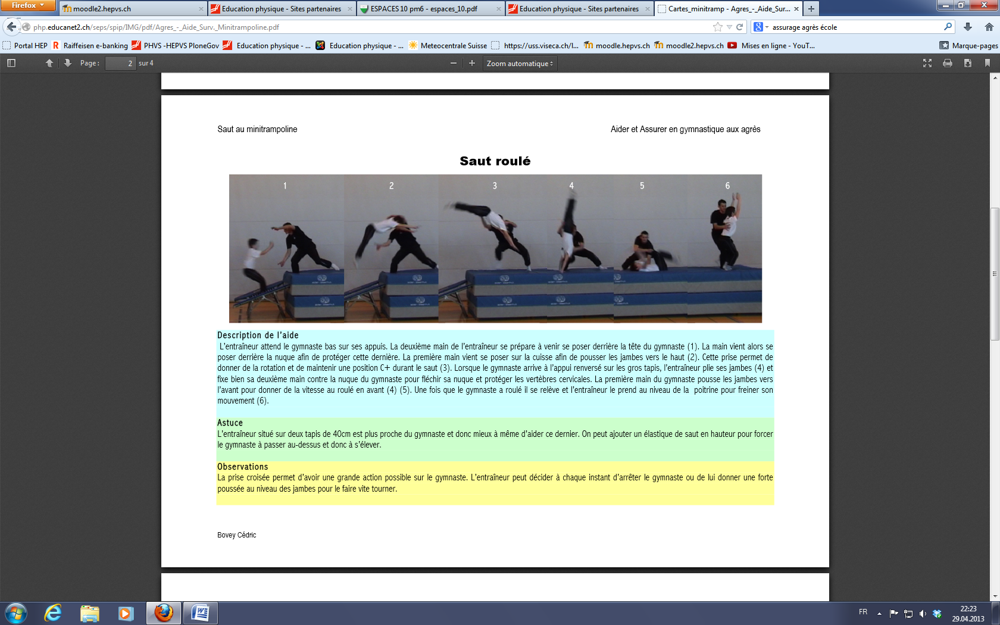 Firefox
moodle2.hepvs.ch
Education physique - Sites partenaires
ESPACES 10 pm6 - espaces_10.pdf
Education physique - Sites partenaires
Cartes_minitramp - Agres_-_Aide_Sur...
php.educanet2.ch/seps/spip/IMG/pdf/Agres_-_Aide_Surv._Minitrampoline.pdf
assurage agrès école
Portal HEP
Raiffeisen e-banking
PHVS -HEPVS PloneGov
Education physique - ...
Education physique - ...
Meteocentrale Suisse
https://uss.viseca.ch/I...
moodle.hepvs.ch
moodle2.hepvs.ch
Mises en ligne - YouT...
Marque-pages
Page : 2 sur 4
Zoom automatique
Saut au minitrampoline
Aider et Assurer en gymnastique aux agrès
Saut roulé
1 2 3 4 5 6
Description de l'aide
L'entraîneur attend le gymnaste bas sur ses appuis. La deuxième main de l'entraîneur se prépare à venir se poser derrière la tête du gymnaste (1). La main vient alors se
poser derrière la nuque afin de protéger cette dernière. La première main vient se poser sur la cuisse afin de pousser les jambes vers le haut (2). Cette prise permet de
donner de la rotation et de maintenir une position C+ durant le saut (3). Lorsque le gymnaste arrive à l'appui renversé sur les gros tapis, l'entraîneur plie ses jambes (4) et
fixe bien sa deuxième main contre la nuque du gymnaste pour fléchir sa nuque et protéger les vertèbres cervicales. La première main du gymnaste pousse les jambes vers
l'avant pour donner de la vitesse au roulé en avant (4) (5). Une fois que le gymnaste a roulé il se relève et l'entraîneur le prend au niveau de la poitrine pour freiner son
mouvement (6).
Astuce
L'entraîneur situé sur deux tapis de 40cm est plus proche du gymnaste et donc mieux à même d'aider ce dernier. On peut ajouter un élastique de saut en hauteur pour forcer
le gymnaste à passer au-dessus et donc à s'élever.
Observations
La prise croisée permet d'avoir une grande action possible sur le gymnaste. L'entraîneur peut décider à chaque instant d'arrêter le gymnaste ou de lui donner une forte
poussée au niveau des jambes pour le faire vite tourner.
Bovey Cédric
FR
22:23
29.04.2013